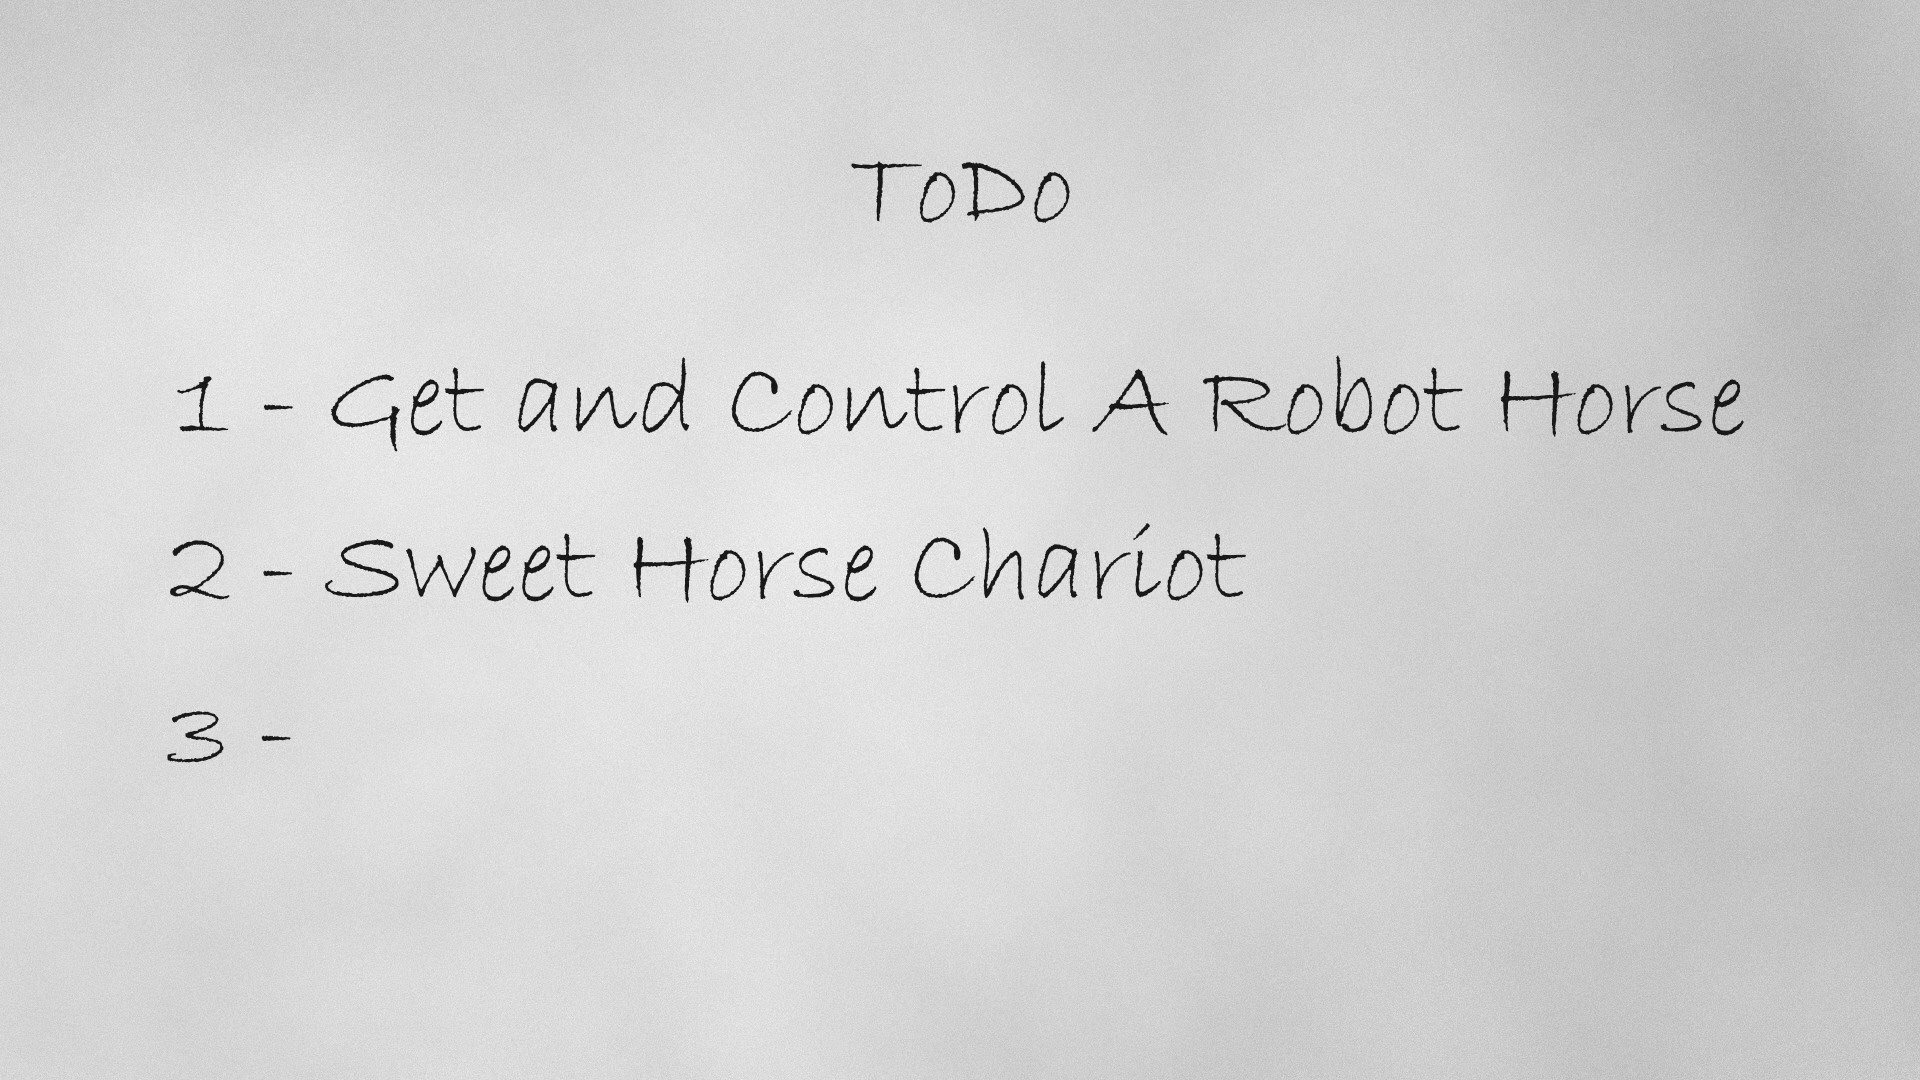 ToDo
1 - Get and Control A Robot Horse
2 - Sweet Horse Chariot
3 -